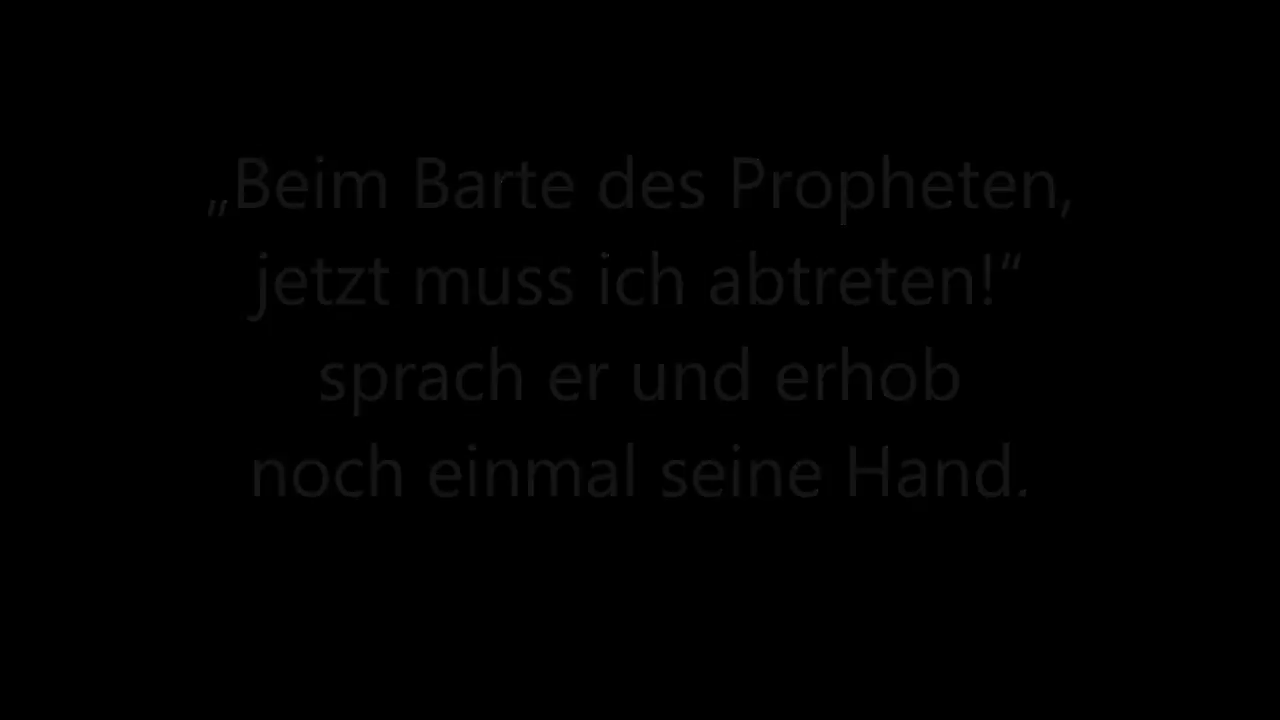 „Beim Barte des Propheten,
jetzt muss ich abtreten!“
sprach er und erhob
noch einmal seine Hand.